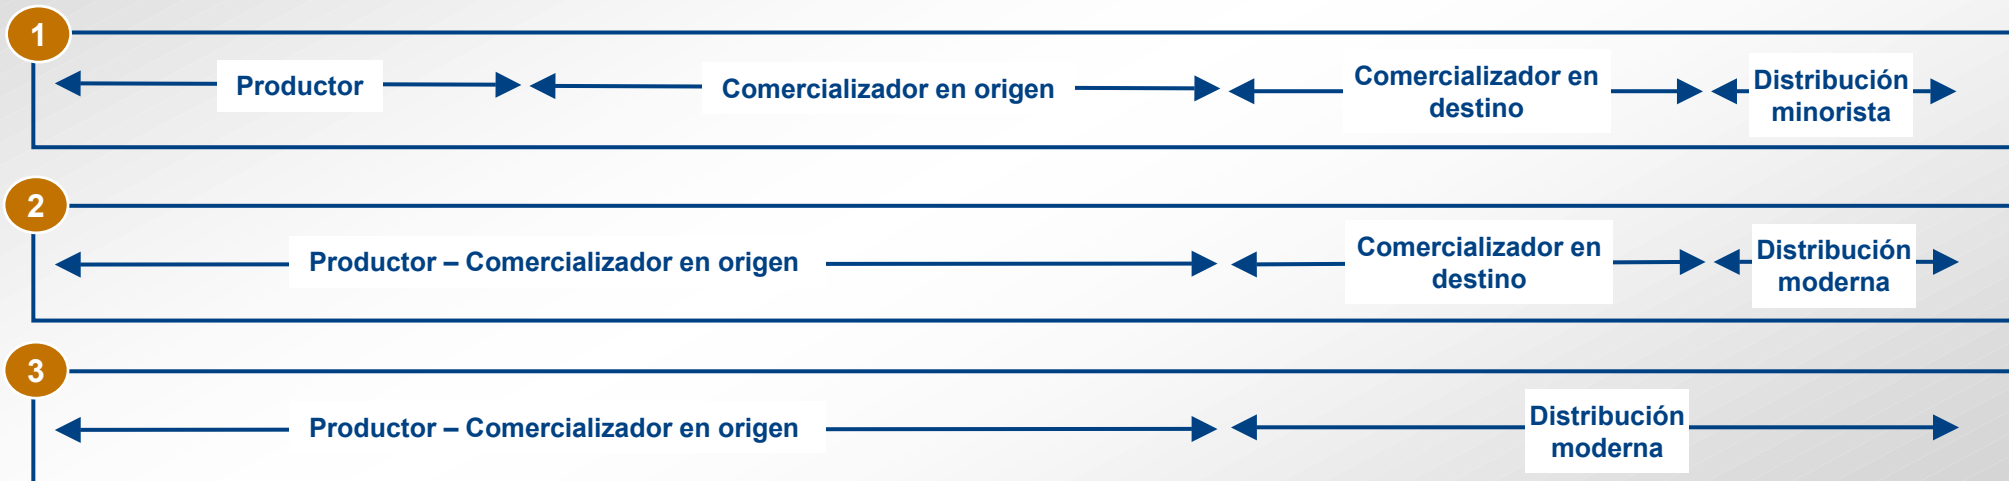 1
Productor
Comercializador en origen
Comercializador en
destino
Distribución
minorista
2
Productor – Comercializador en origen
Comercializador en
destino
Distribución
moderna
3
Productor – Comercializador en origen
Distribución
moderna